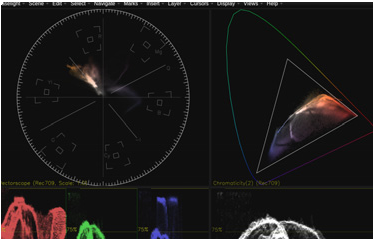 Baselight Scene Edit Select Navigate Marks Insert Layer Cursors Display Views Help
ectorscope (Rec709, Scale: 
Chromaticity(2) [Rec709]
75%
75%
75%